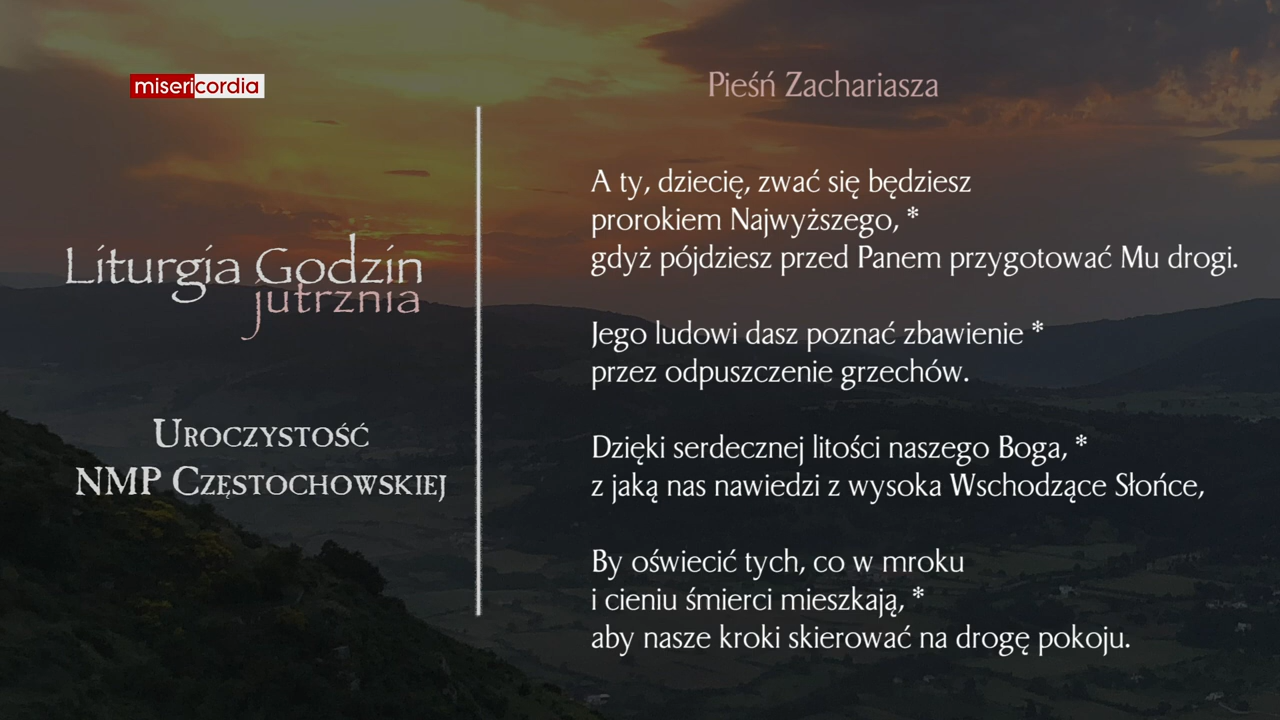 misericordia
Liturgia Godzin
jutrznia
Uroczystość
NMP Częstochowskiej
Pieśń Zachariasza
A ty, dziecię, zwać się będziesz
prorokiem Najwyższego, *
gdyż pójdziesz przed Panem przygotować Mu drogi.
Jego ludowi dasz poznać zbawienie *
przez odpuszczenie grzechów.
Dzięki serdecznej litości naszego Boga, *
z jaką nas nawiedzi z wysoka Wschodzące Słońce,
By oświecić tych, co w mroku
i cieniu śmierci mieszkają, *
aby nasze kroki skierować na drogę pokoju.